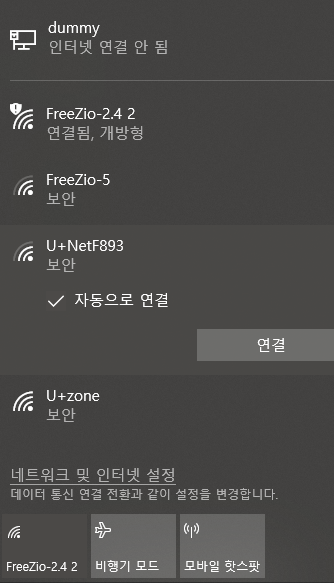 dummy
인터넷 연결 안 됨
FreeZio-2.4 2
연결됨, 개방형
FreeZio-5
보안
U+NetF893
보안
자동으로 연결
연결
U+zone
보안
네트워크 및 인터넷 설정
데이터 통신 연결 전환과 같이 설정을 변경합니다.
FreeZio-2.4 2
비행기 모드
모바일 핫스팟